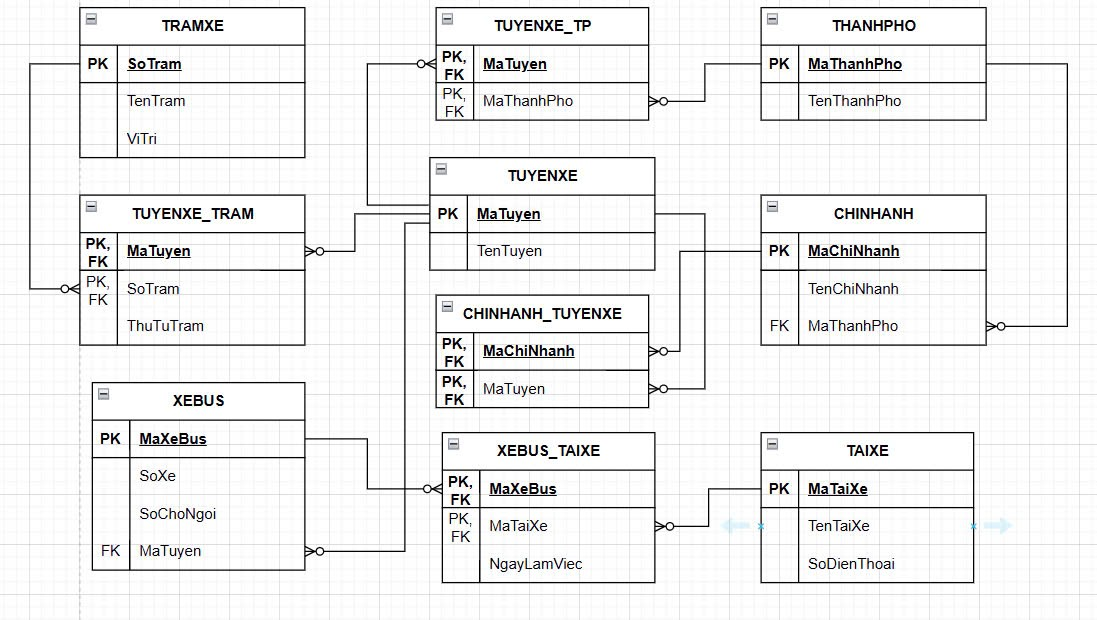 TRAMXE
PK SoTram
TenTram
ViTri
TUYENXE_TP
PK, FK MaTuyen
PK, FK MaThanhPho
THANHPHO
PK MaThanhPho
TenThanhPho
TUYENXE_TRAM
PK, FK MaTuyen
PK, FK SoTram
ThuTuTram
TUYENXE
PK MaTuyen
TenTuyen
CHINHANH
PK MaChiNhanh
TenChiNhanh
FK MaThanhPho
CHINHANH_TUYENXE
PK, FK MaChiNhanh
PK, FK MaTuyen
XEBUS
PK MaXeBus
SoXe
SoChoNgoi
FK MaTuyen
XEBUS_TAIXE
PK, FK MaXeBus
PK, FK MaTaiXe
NgayLamViec
TAIXE
PK MaTaiXe
TenTaiXe
SoDienThoai